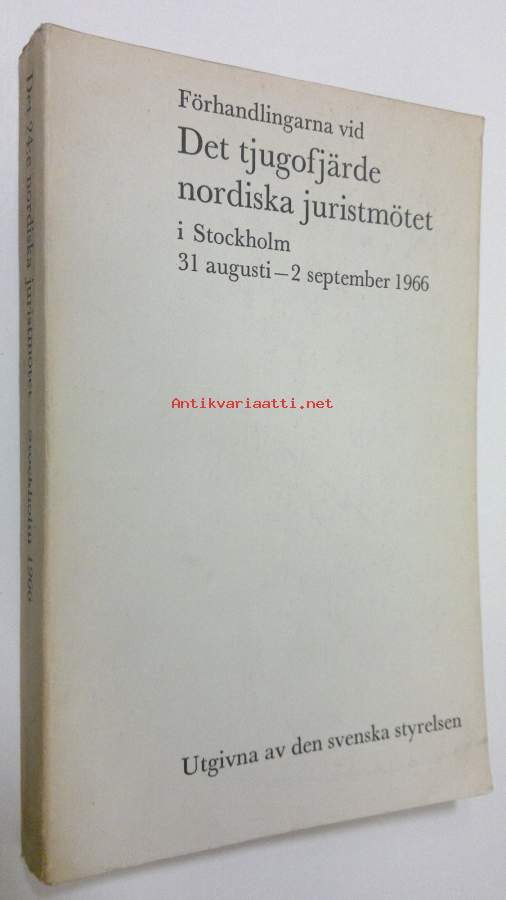 Förhandlingarna vid
Det tjugofjärde
nordiska juristmötet
i Stockholm
31 augusti – 2 september 1966
Antikvariaatti.net
Utgivna av den svenska styrelsen
Det 24:e nordiska juristmötet Stockholm 1966